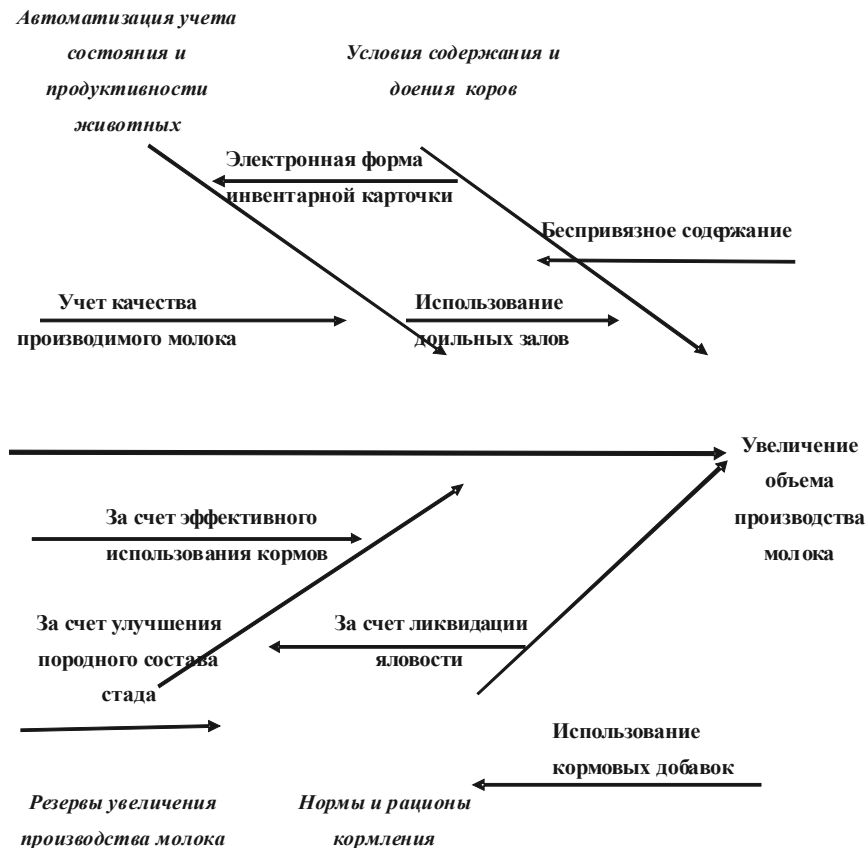 Автоматизация учета
состояния и
продуктивности
животных
Условия содержания и
доения коров
Электронная форма
инвентарной карточки
Беспривязное содержание
Учет качества
производимого молока
Использование
доильных залов
Увеличение
объема
производства
молока
За счет эффективного
использования кормов
За счет улучшения
породного состава
стада
За счет ликвидации
яловости
Использование
кормовых добавок
Резервы увеличения
производства молока
Нормы и рационы
кормления